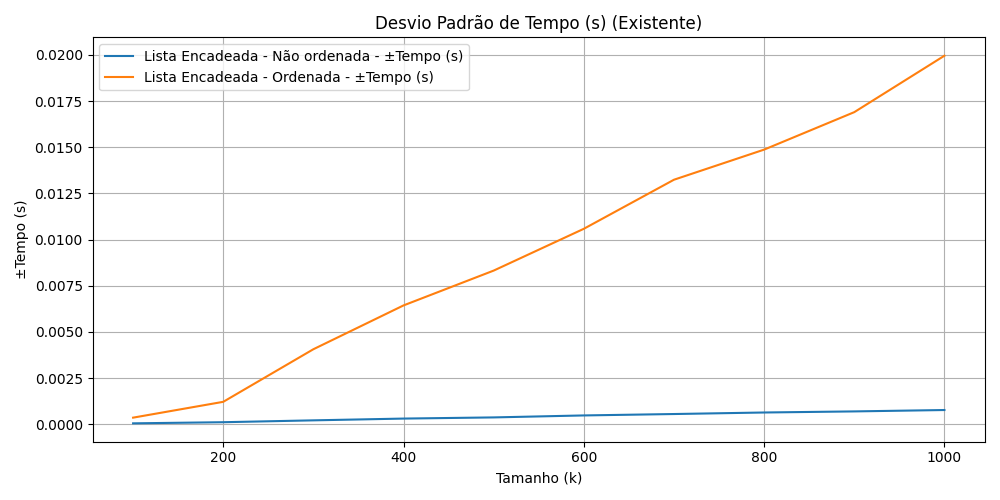 Desvio Padrão de Tempo (s) (Existente)
Lista Encadeada - Não ordenada - ±Tempo (s)
Lista Encadeada - Ordenada - ±Tempo (s)
±Tempo (s)
0.0200
0.0175
0.0150
0.0125
0.0100
0.0075
0.0050
0.0025
0.0000
200 400 600 800 1000
Tamanho (k)